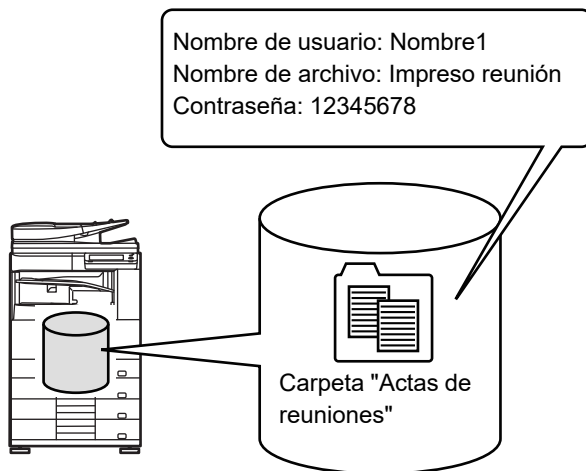 Nombre de usuario: Nombre1
Nombre de archivo: Impreso reunión
Contraseña: 12345678
Carpeta "Actas de
reuniones"